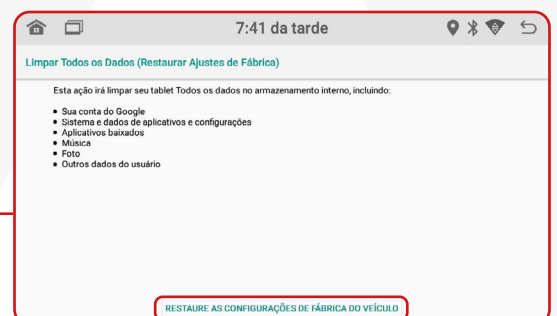 7:41 da tarde
Limpar Todos os Dados (Restaurar Ajustes de Fábrica)
Esta ação irá limpar seu tablet Todos os dados no armazenamento interno, incluindo:
• Sua conta do Google
• Sistema e dados de aplicativos e configurações
• Aplicativos baixados
• Música
• Foto
• Outros dados do usuário
RESTAURE AS CONFIGURAÇÕES DE FÁBRICA DO VEÍCULO